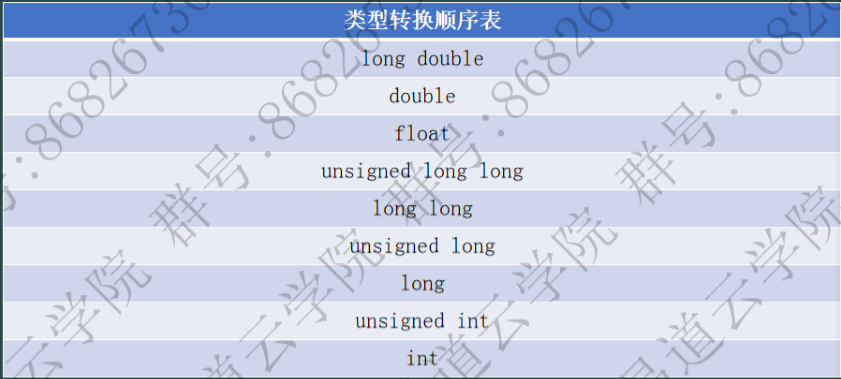 类型转换顺序表
long double
double
float
unsigned long long
long long
unsigned long
long
unsigned int
int